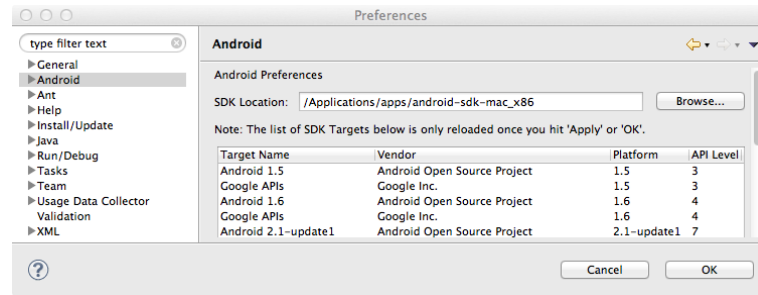 Preferences
type filter text
General
Android
Ant
Help
Install/Update
Java
Run/Debug
Tasks
Team
Usage Data Collector
Validation
XML
Android
Android Preferences
SDK Location: /Applications/apps/android-sdk-mac_x86 Browse...
Note: The list of SDK Targets below is only reloaded once you hit 'Apply' or 'OK'.
Target Name Vendor Platform API Level
Android 1.5 Android Open Source Project 1.5 3
Google APIs Google Inc. 1.5 3
Android 1.6 Android Open Source Project 1.6 4
Google APIs Google Inc. 1.6 4
Android 2.1-update1 Android Open Source Project 2.1-update1 7
? Cancel OK